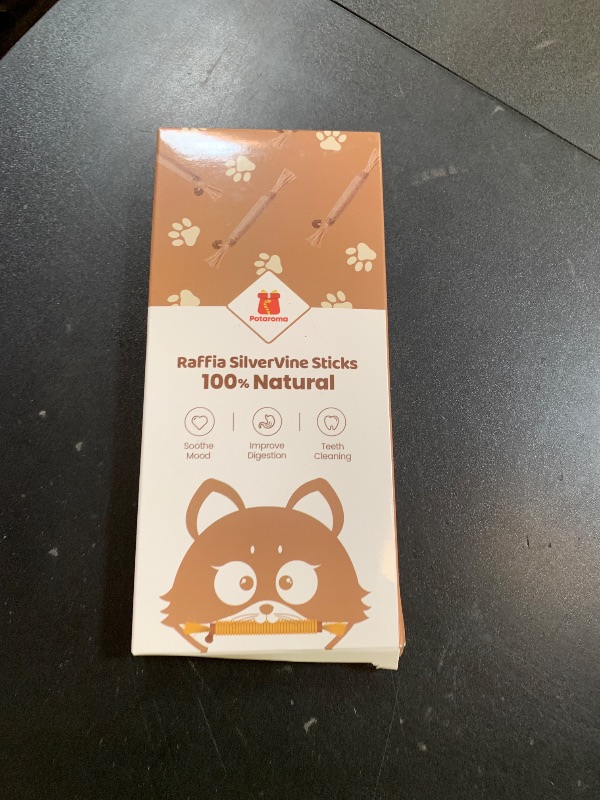 Potaroma
Raffia SilverVine Sticks
100% Natural
Soothe
Mood
Improve
Digestion
Teeth
Cleaning